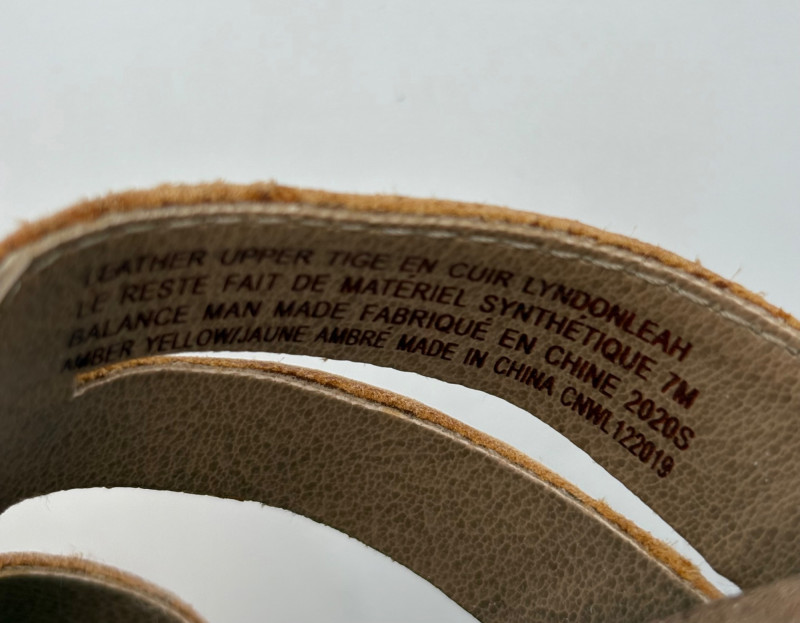 LEATHER UPPER TIGE EN CUIR LYNDONLEAH
LE RESTE FAIT DE MATERIEL SYNTHÉTIQUE 7M
BALANCE MAN MADE FABRIQUÉ EN CHINE 2020S
AMBER YELLOW/JAUNE AMBRÉ MADE IN CHINA CNWL122019